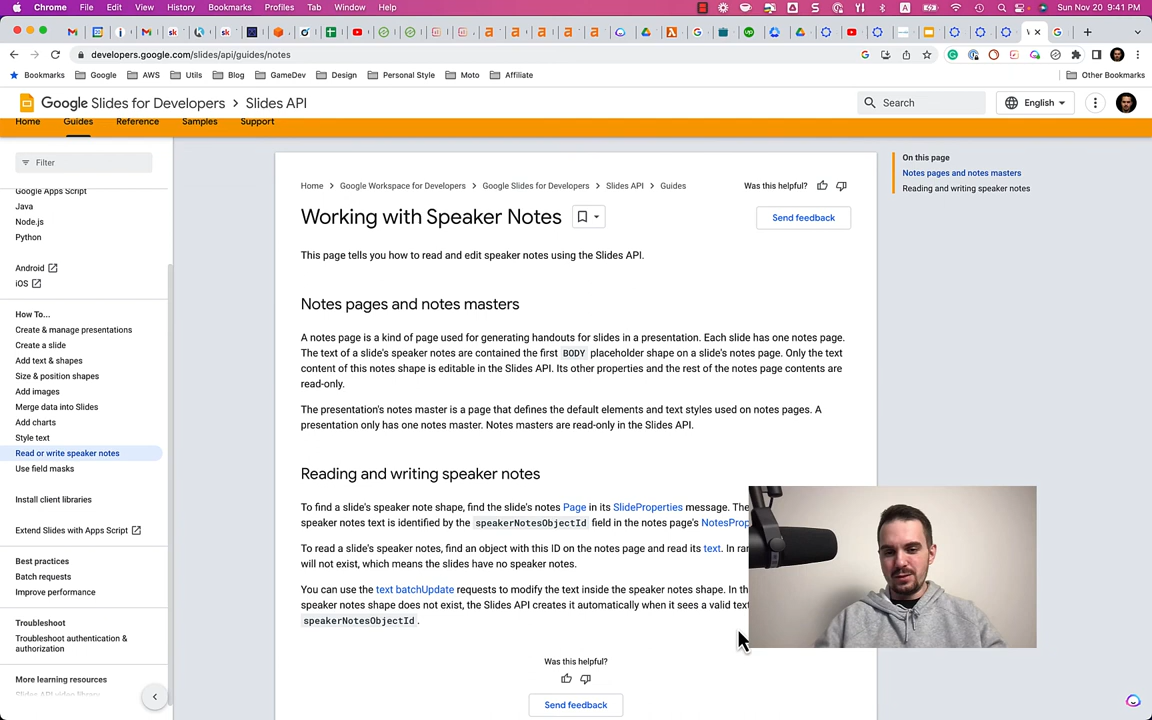 Chrome File Edit View History Bookmarks Profiles Tab Window Help
Sun Nov 20 9:41 PM
developers.google.com/slides/api/guides/notes
Bookmarks Google AWS Utils Blog GameDev Design Personal Style Moto Affiliate Other Bookmarks
Google Slides for Developers > Slides API
Search
English
Home Guides Reference Samples Support
Filter
Google Apps Script
Java
Node.js
Python
Android
iOS
How To...
Create & manage presentations
Create a slide
Add text & shapes
Size & position shapes
Add images
Merge data into Slides
Add charts
Style text
Read or write speaker notes
Use field masks
Install client libraries
Extend Slides with Apps Script
Best practices
Batch requests
Improve performance
Troubleshoot
Troubleshoot authentication &
authorization
More learning resources
Slides API video library
Home > Google Workspace for Developers > Google Slides for Developers > Slides API > Guides
Was this helpful?
Working with Speaker Notes
Send feedback
This page tells you how to read and edit speaker notes using the Slides API.
Notes pages and notes masters
A notes page is a kind of page used for generating handouts for slides in a presentation. Each slide has one notes page.
The text of a slide's speaker notes are contained the first BODY placeholder shape on a slide's notes page. Only the text
content of this notes shape is editable in the Slides API. Its other properties and the rest of the notes page contents are
read-only.
The presentation's notes master is a page that defines the default elements and text styles used on notes pages. A
presentation only has one notes master. Notes masters are read-only in the Slides API.
Reading and writing speaker notes
To find a slide's speaker note shape, find the slide's notes Page in its SlideProperties message. The
speaker notes text is identified by the speakerNotesObjectId field in the notes page's NotesProp
To read a slide's speaker notes, find an object with this ID on the notes page and read its text. In ra
will not exist, which means the slides have no speaker notes.
You can use the text batchUpdate requests to modify the text inside the speaker notes shape. In th
speaker notes shape does not exist, the Slides API creates it automatically when it sees a valid text
speakerNotesObjectId.
Was this helpful?
Send feedback
On this page
Notes pages and notes masters
Reading and writing speaker notes